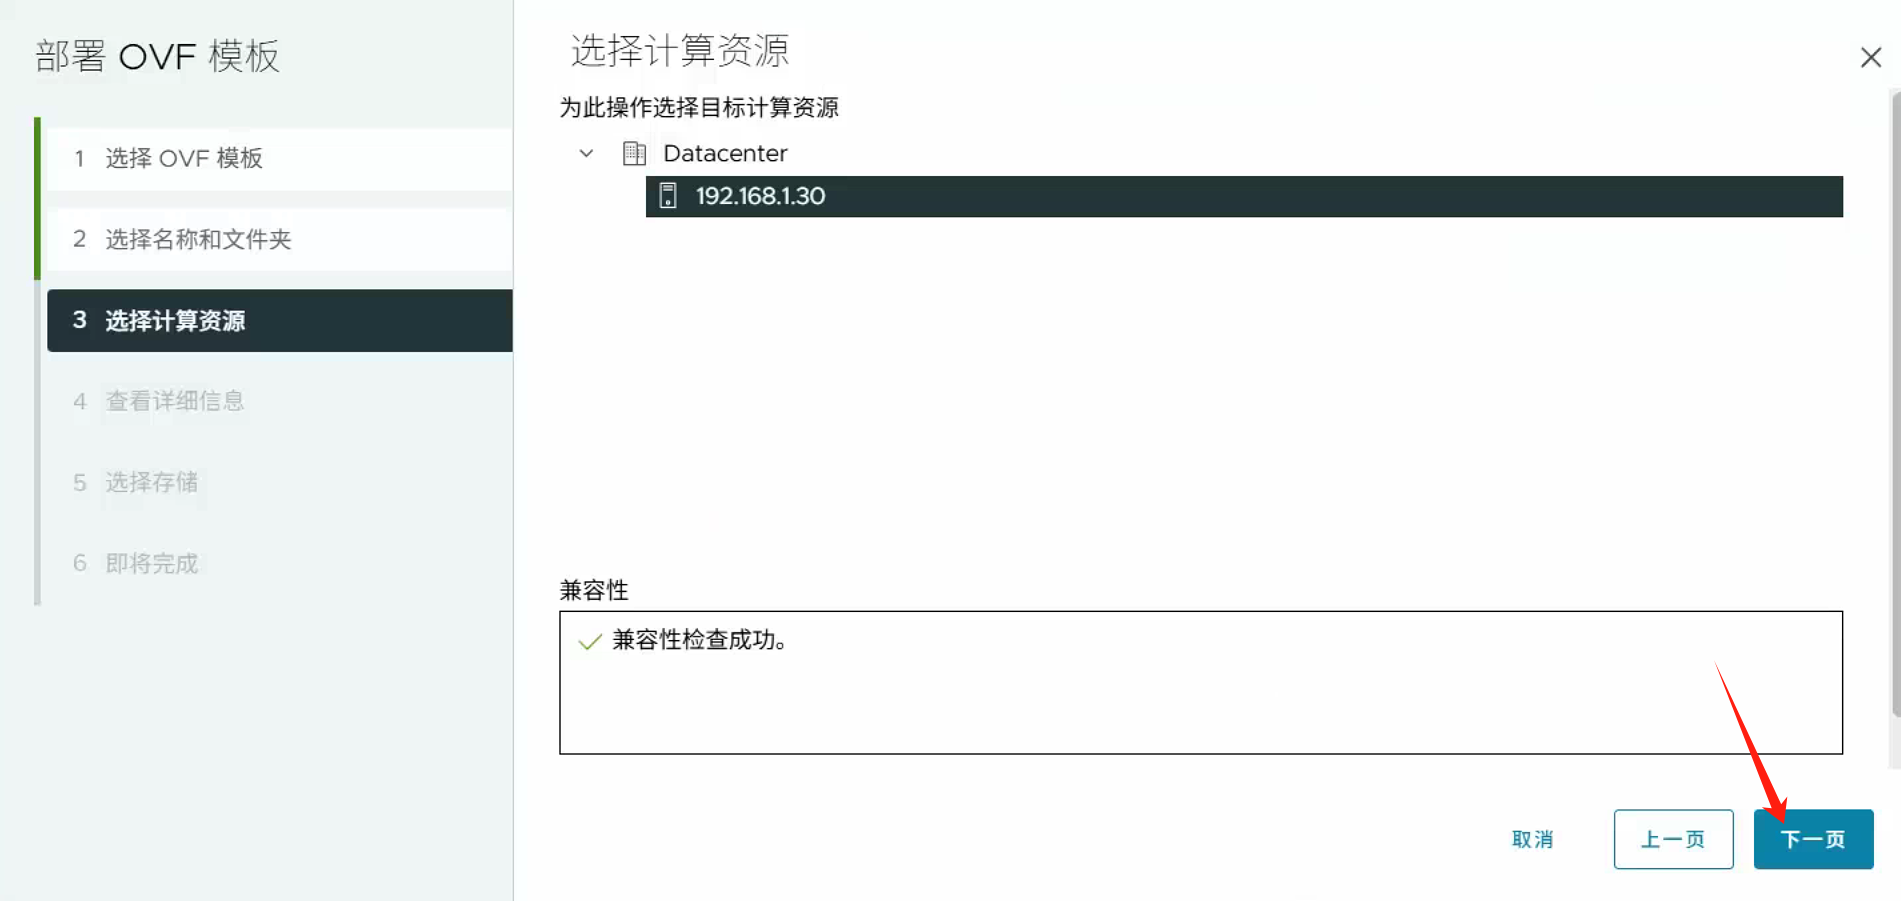 部署 OVF 模板
1 选择 OVF 模板
2 选择名称和文件夹
3 选择计算资源
4 查看详细信息
5 选择存储
6 即将完成
选择计算资源
为此操作选择目标计算资源
Datacenter
192.168.1.30
兼容性
兼容性检查成功。
取消
上一页
下一页